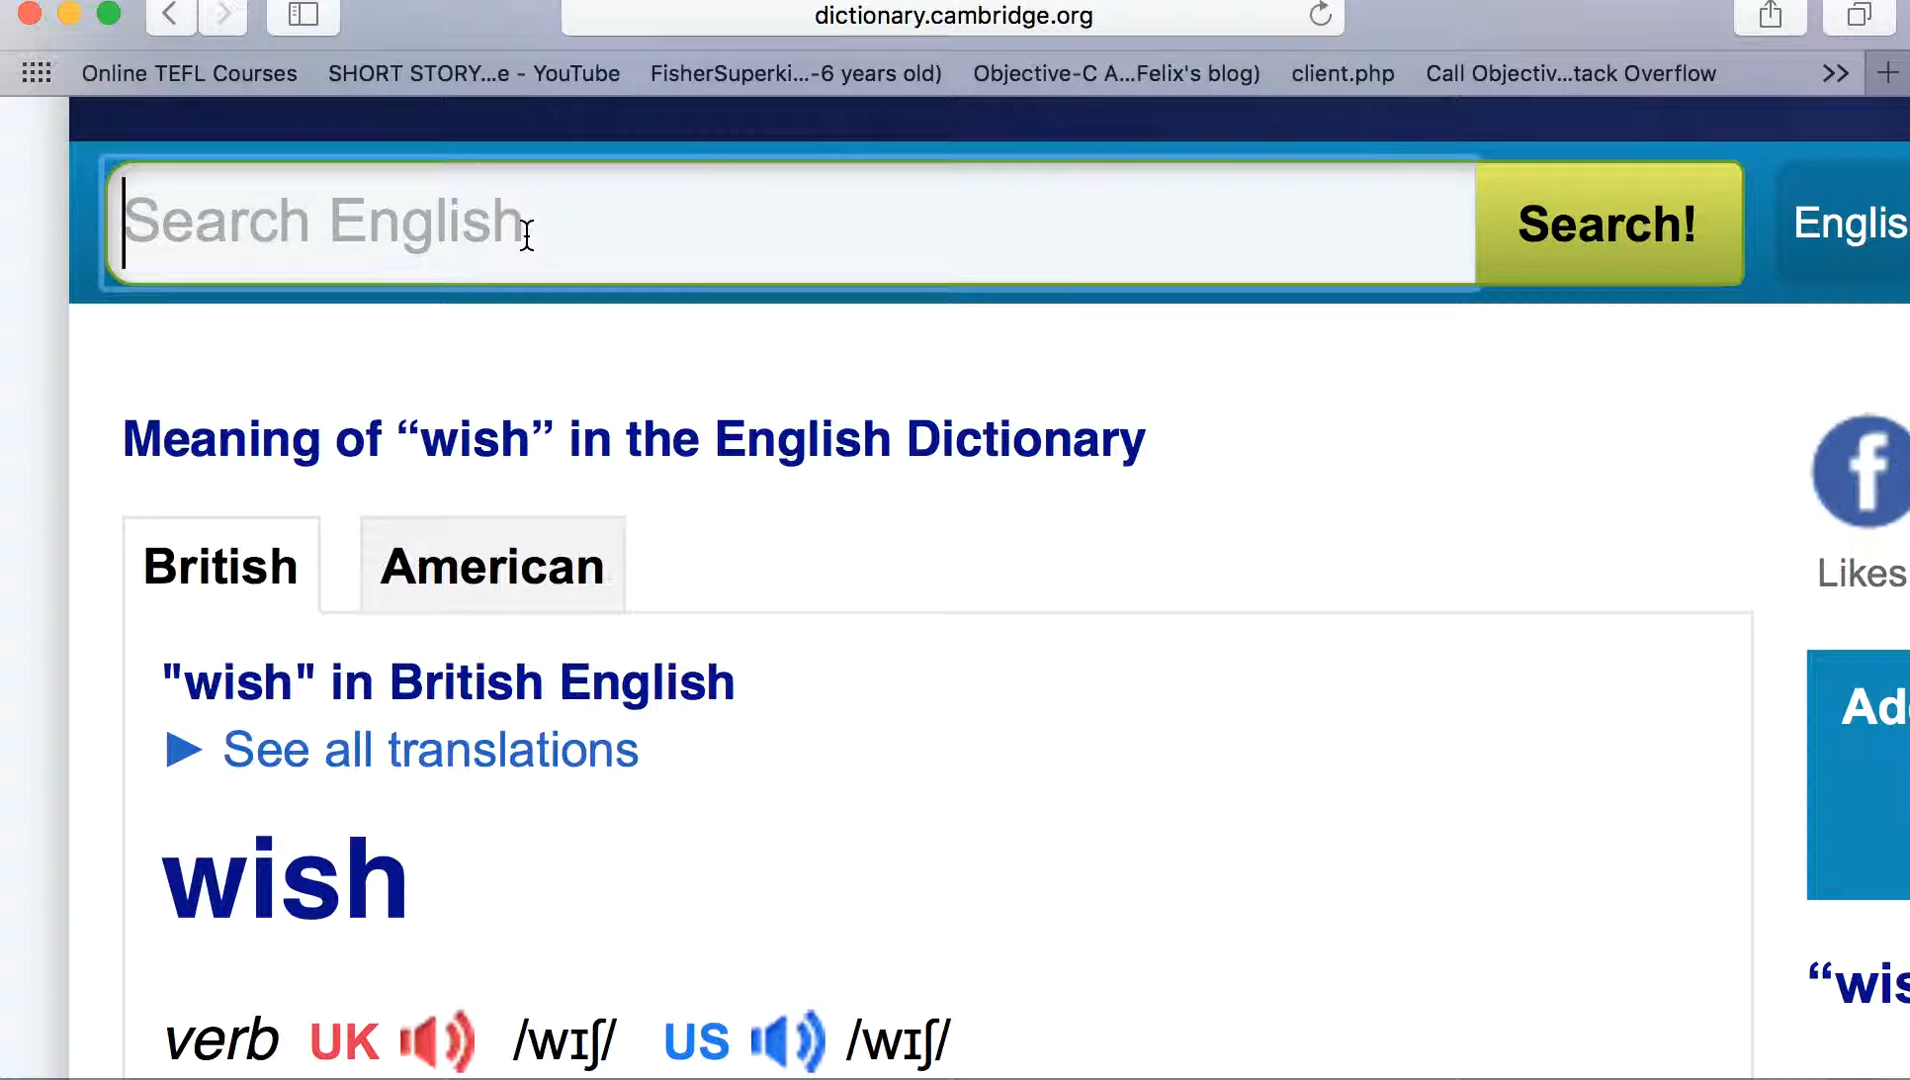 dictionary.cambridge.org
Online TEFL Courses SHORT STORY...e - YouTube FisherSuperki...-6 years old) Objective-C A...Felix's blog) client.php Call Objectiv...tack Overflow >> +
Search English Search! Englis
Meaning of “wish” in the English Dictionary
British American
Likes
"wish" in British English
► See all translations
Ad
wish
“wis
verb UK /wɪʃ/ US /wɪʃ/